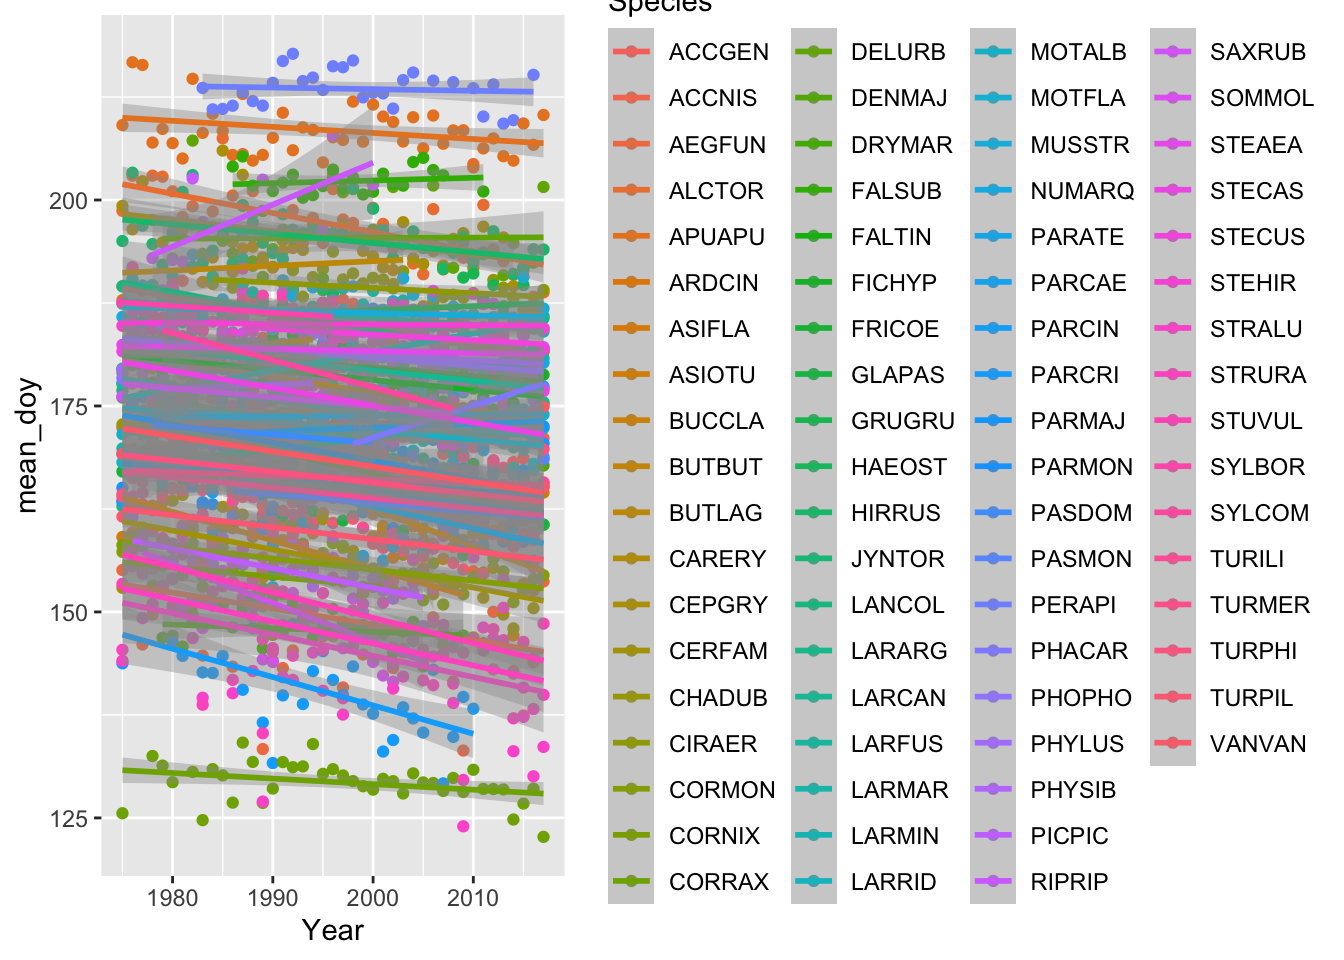 Species
mean_doy
200
175
150
125
1980 1990 2000 2010
Year
ACCGEN
ACCNIS
AEGFUN
ALCTOR
APUAPU
ARDCIN
ASIFLA
ASIOTU
BUCCLA
BUTBUT
BUTLAG
CARERY
CEPGRY
CERFAM
CHADUB
CIRAER
CORMON
CORNIX
CORRAX
DELURB
DENMAJ
DRYMAR
FALSUB
FALTIN
FICHYP
FRICOE
GLAPAS
GRUGRU
HAEOST
HIRRUS
JYNTOR
LANCOL
LARARG
LARCAN
LARFUS
LARMAR
LARMIN
LARRID
MOTALB
MOTFLA
MUSSTR
NUMARQ
PARATE
PARCAE
PARCIN
PARCRI
PARMAJ
PARMON
PASDOM
PASMON
PERAPI
PHACAR
PHOPHO
PHYLUS
PHYSIB
PICPIC
RIPRIP
SAXRUB
SOMMOL
STEAEA
STECAS
STECUS
STEHIR
STRALU
STRURA
STUVUL
SYLBOR
SYLCOM
TURILI
TURMER
TURPHI
TURPIL
VANVAN